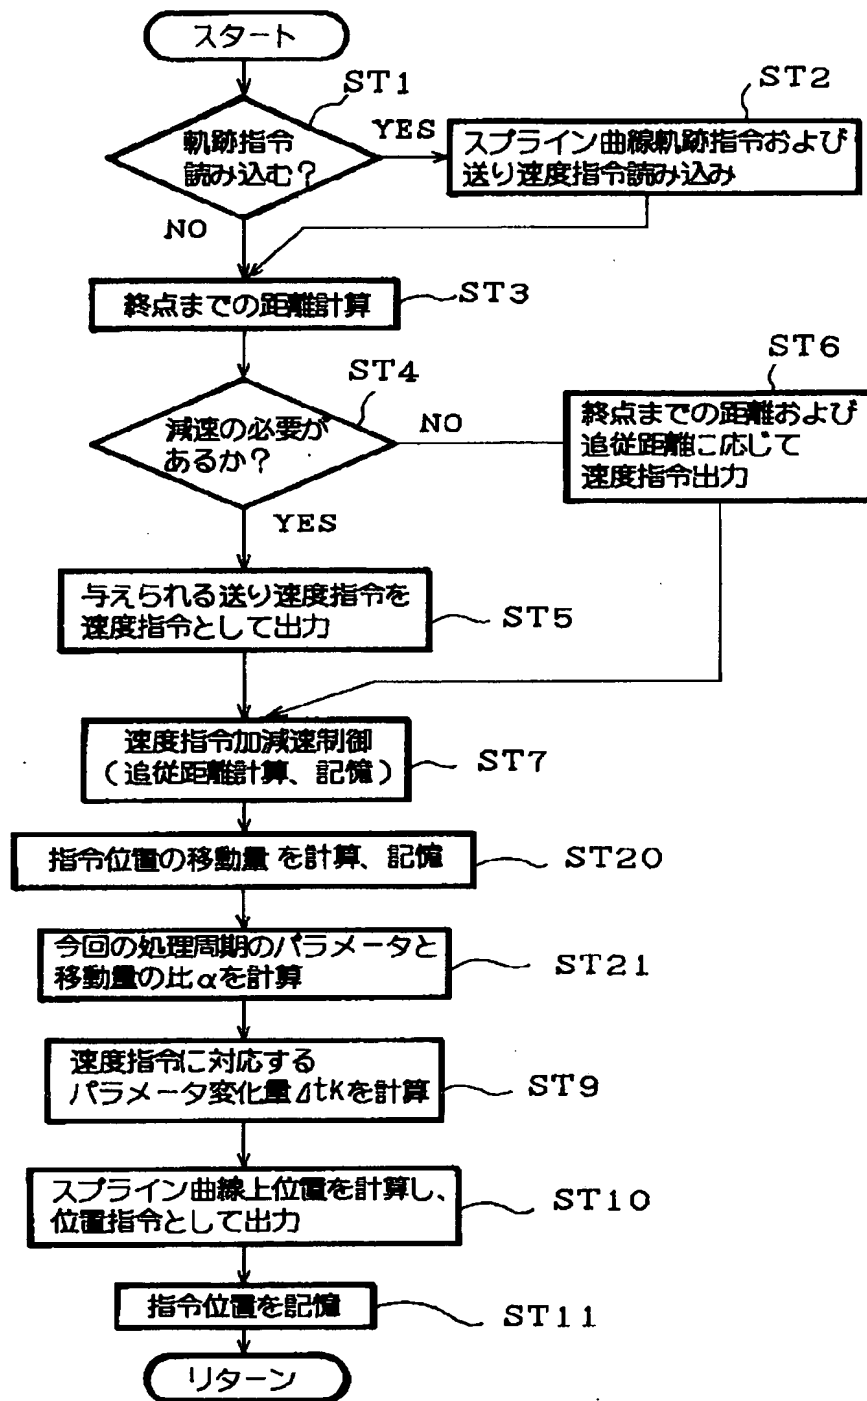 スタート
ST1
軌跡指令
読み込む？
YES
ST2
スプライン曲線軌跡指令および
送り速度指令読み込み
NO
終点までの距離計算
ST3
ST4
減速の必要が
あるか？
NO
ST6
終点までの距離および
追従距離に応じて
速度指令出力
YES
与えられる送り速度指令を
速度指令として出力
ST5
速度指令加減速制御
（追従距離計算、記憶）
ST7
指令位置の移動量を計算、記憶
ST20
今回の処理周期のパラメータと
移動量の比αを計算
ST21
速度指令に対応する
パラメータ変化量Δtkを計算
ST9
スプライン曲線上位置を計算し、
位置指令として出力
ST10
指令位置を記憶
ST11
リターン